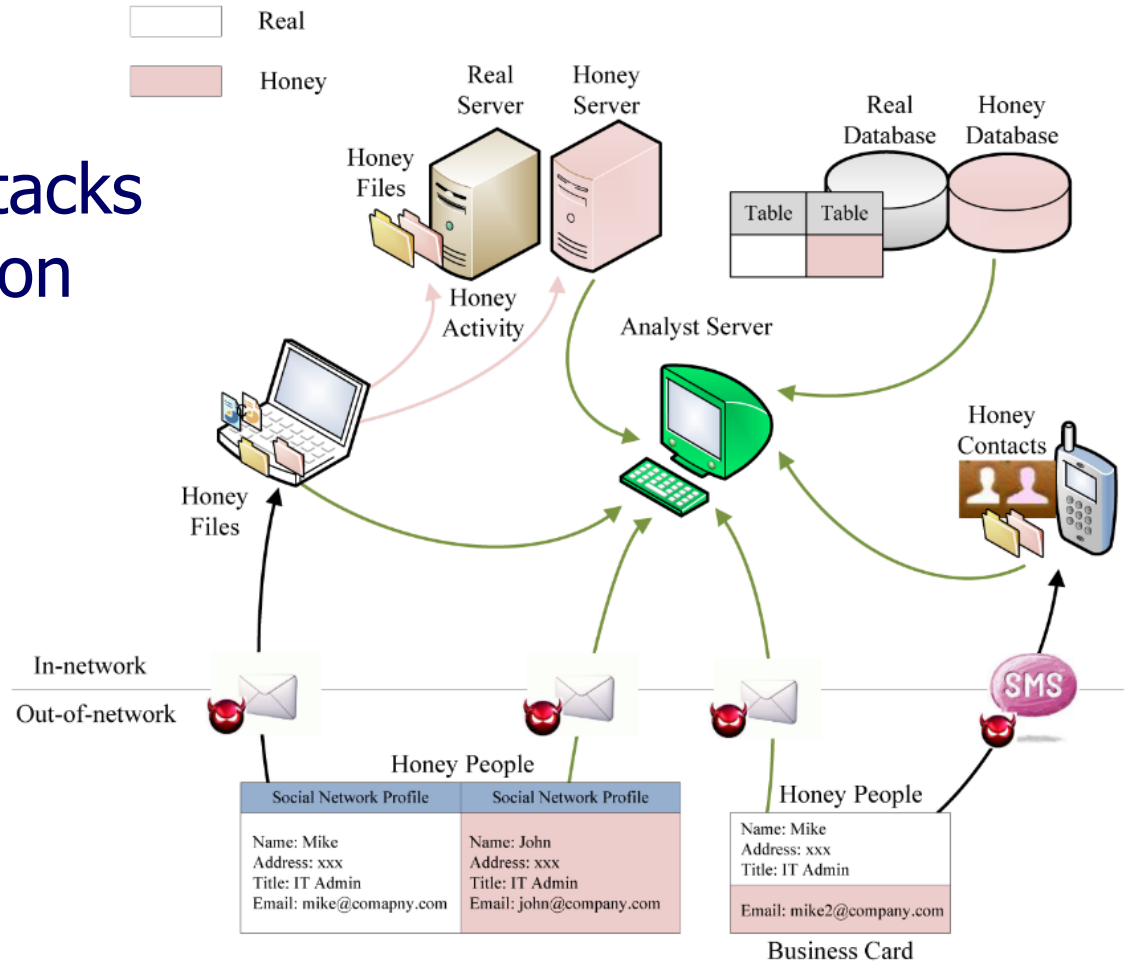 Real
Honey
tacks
on
Real
Server
Honey
Server
Honey
Files
Honey
Activity
Real
Database
Honey
Database
Table Table
Analyst Server
Honey
Contacts
Honey
Files
In-network
Out-of-network
SMS
Honey People
Social Network Profile
Name: Mike
Address: xxx
Title: IT Admin
Email: mike@comapny.com
Social Network Profile
Name: John
Address: xxx
Title: IT Admin
Email: john@company.com
Honey People
Name: Mike
Address: xxx
Title: IT Admin
Email: mike2@company.com
Business Card